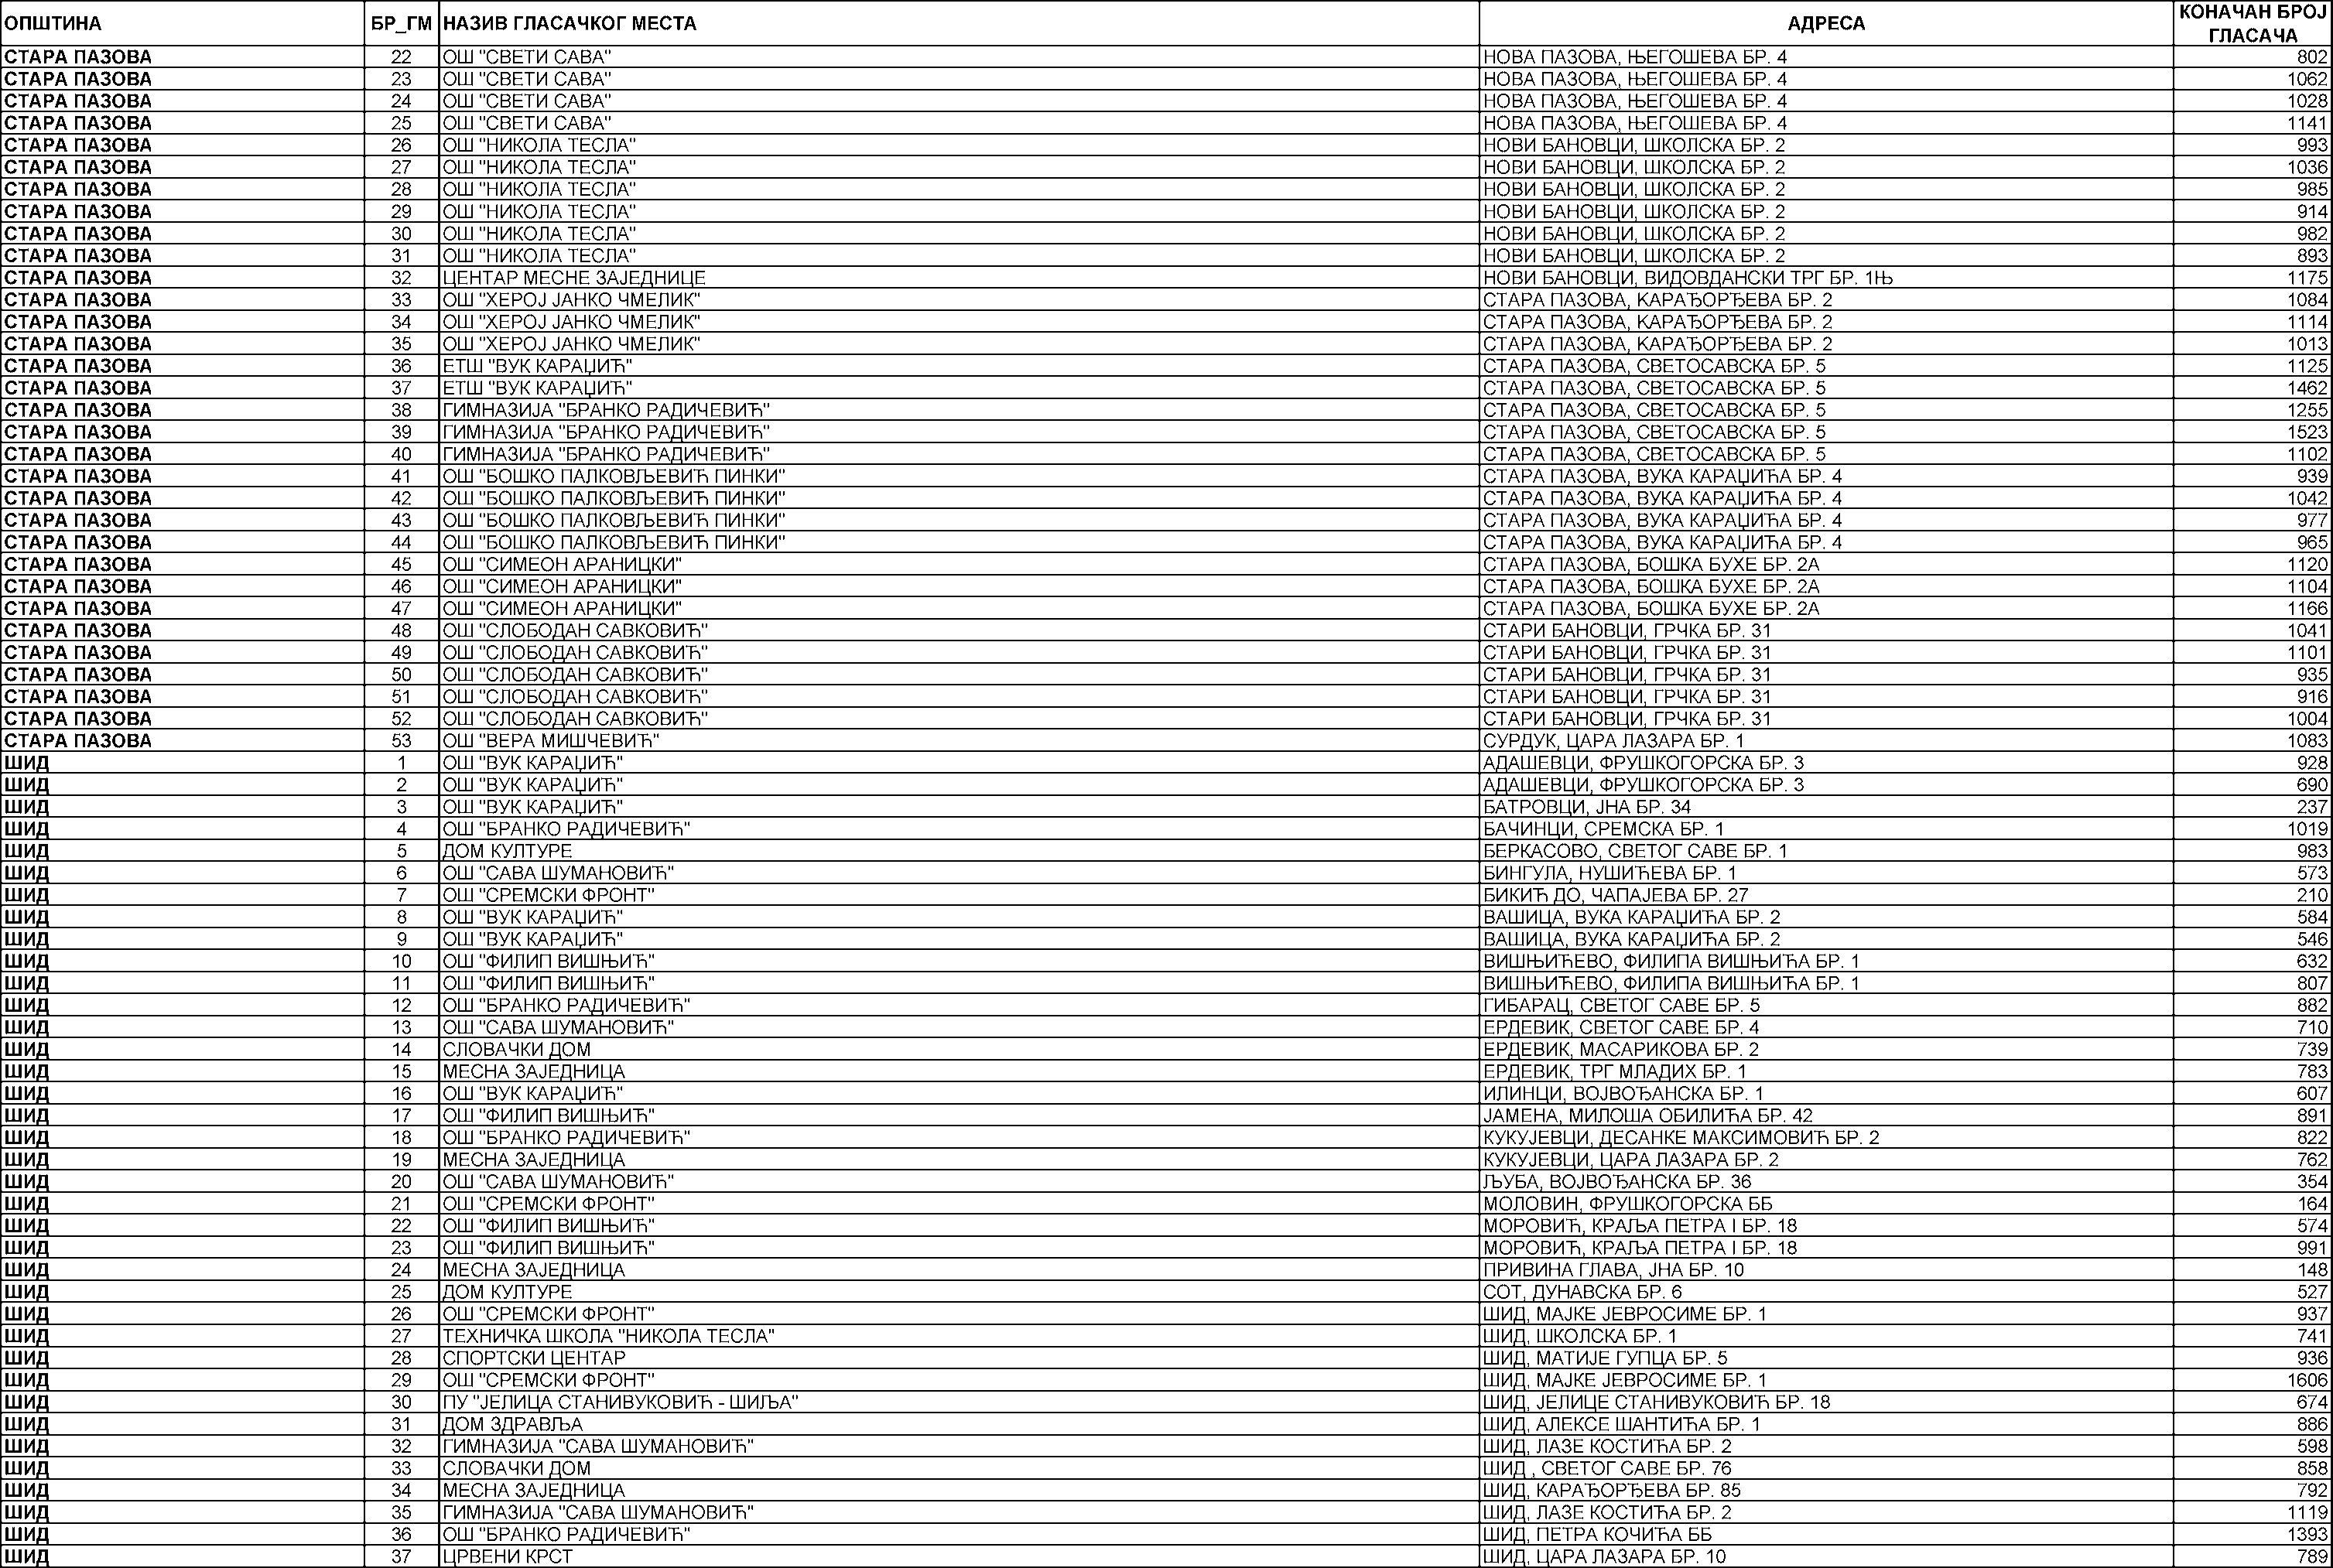 ОПШТИНА БР_ГМ НАЗИВ ГЛАСАЧКОГ МЕСТА АДРЕСА КОНАЧАН БРОЈ ГЛАСАЧА
СТАРА ПАЗОВА 22 ОШ "СВЕТИ САВА" НОВА ПАЗОВА, ЊЕГОШЕВА БР. 4 802
СТАРА ПАЗОВА 23 ОШ "СВЕТИ САВА" НОВА ПАЗОВА, ЊЕГОШЕВА БР. 4 1062
СТАРА ПАЗОВА 24 ОШ "СВЕТИ САВА" НОВА ПАЗОВА, ЊЕГОШЕВА БР. 4 1028
СТАРА ПАЗОВА 25 ОШ "СВЕТИ САВА" НОВА ПАЗОВА, ЊЕГОШЕВА БР. 4 1141
СТАРА ПАЗОВА 26 ОШ "НИКОЛА ТЕСЛА" НОВИ БАНОВЦИ, ШКОЛСКА БР. 2 993
СТАРА ПАЗОВА 27 ОШ "НИКОЛА ТЕСЛА" НОВИ БАНОВЦИ, ШКОЛСКА БР. 2 1036
СТАРА ПАЗОВА 28 ОШ "НИКОЛА ТЕСЛА" НОВИ БАНОВЦИ, ШКОЛСКА БР. 2 985
СТАРА ПАЗОВА 29 ОШ "НИКОЛА ТЕСЛА" НОВИ БАНОВЦИ, ШКОЛСКА БР. 2 914
СТАРА ПАЗОВА 30 ОШ "НИКОЛА ТЕСЛА" НОВИ БАНОВЦИ, ШКОЛСКА БР. 2 982
СТАРА ПАЗОВА 31 ОШ "НИКОЛА ТЕСЛА" НОВИ БАНОВЦИ, ШКОЛСКА БР. 2 893
СТАРА ПАЗОВА 32 ЦЕНТАР МЕСНЕ ЗАЈЕДНИЦЕ НОВИ БАНОВЦИ, ВИДОВДАНСКИ ТРГ БР. 1Њ 1175
СТАРА ПАЗОВА 33 ОШ "ХЕРОЈ ЈАНКО ЧМЕЛИК" СТАРА ПАЗОВА, КАРАЂОРЂЕВА БР. 2 1084
СТАРА ПАЗОВА 34 ОШ "ХЕРОЈ ЈАНКО ЧМЕЛИК" СТАРА ПАЗОВА, КАРАЂОРЂЕВА БР. 2 1114
СТАРА ПАЗОВА 35 ОШ "ХЕРОЈ ЈАНКО ЧМЕЛИК" СТАРА ПАЗОВА, КАРАЂОРЂЕВА БР. 2 1013
СТАРА ПАЗОВА 36 ЕТШ "ВУК КАРАЏИЋ" СТАРА ПАЗОВА, СВЕТОСАВСКА БР. 5 1125
СТАРА ПАЗОВА 37 ЕТШ "ВУК КАРАЏИЋ" СТАРА ПАЗОВА, СВЕТОСАВСКА БР. 5 1462
СТАРА ПАЗОВА 38 ГИМНАЗИЈА "БРАНКО РАДИЧЕВИЋ" СТАРА ПАЗОВА, СВЕТОСАВСКА БР. 5 1255
СТАРА ПАЗОВА 39 ГИМНАЗИЈА "БРАНКО РАДИЧЕВИЋ" СТАРА ПАЗОВА, СВЕТОСАВСКА БР. 5 1523
СТАРА ПАЗОВА 40 ГИМНАЗИЈА "БРАНКО РАДИЧЕВИЋ" СТАРА ПАЗОВА, СВЕТОСАВСКА БР. 5 1102
СТАРА ПАЗОВА 41 ОШ "БОШКО ПАЛКОВЉЕВИЋ ПИНКИ" СТАРА ПАЗОВА, ВУКА КАРАЏИЋА БР. 4 939
СТАРА ПАЗОВА 42 ОШ "БОШКО ПАЛКОВЉЕВИЋ ПИНКИ" СТАРА ПАЗОВА, ВУКА КАРАЏИЋА БР. 4 1042
СТАРА ПАЗОВА 43 ОШ "БОШКО ПАЛКОВЉЕВИЋ ПИНКИ" СТАРА ПАЗОВА, ВУКА КАРАЏИЋА БР. 4 977
СТАРА ПАЗОВА 44 ОШ "БОШКО ПАЛКОВЉЕВИЋ ПИНКИ" СТАРА ПАЗОВА, ВУКА КАРАЏИЋА БР. 4 965
СТАРА ПАЗОВА 45 ОШ "СИМЕОН АРАНИЦКИ" СТАРА ПАЗОВА, БОШКА БУХЕ БР. 2А 1120
СТАРА ПАЗОВА 46 ОШ "СИМЕОН АРАНИЦКИ" СТАРА ПАЗОВА, БОШКА БУХЕ БР. 2А 1104
СТАРА ПАЗОВА 47 ОШ "СИМЕОН АРАНИЦКИ" СТАРА ПАЗОВА, БОШКА БУХЕ БР. 2А 1166
СТАРА ПАЗОВА 48 ОШ "СЛОБОДАН САВКОВИЋ" СТАРИ БАНОВЦИ, ГРЧКА БР. 31 1041
СТАРА ПАЗОВА 49 ОШ "СЛОБОДАН САВКОВИЋ" СТАРИ БАНОВЦИ, ГРЧКА БР. 31 1101
СТАРА ПАЗОВА 50 ОШ "СЛОБОДАН САВКОВИЋ" СТАРИ БАНОВЦИ, ГРЧКА БР. 31 935
СТАРА ПАЗОВА 51 ОШ "СЛОБОДАН САВКОВИЋ" СТАРИ БАНОВЦИ, ГРЧКА БР. 31 916
СТАРА ПАЗОВА 52 ОШ "СЛОБОДАН САВКОВИЋ" СТАРИ БАНОВЦИ, ГРЧКА БР. 31 1004
СТАРА ПАЗОВА 53 ОШ "ВЕРА МИШЧЕВИЋ" СУРДУК, ЦАРА ЛАЗАРА БР. 1 1083
ШИД 1 ОШ "ВУК КАРАЏИЋ" АДАШЕВЦИ, ФРУШКОГОРСКА БР. 3 928
ШИД 2 ОШ "ВУК КАРАЏИЋ" АДАШЕВЦИ, ФРУШКОГОРСКА БР. 3 690
ШИД 3 ОШ "ВУК КАРАЏИЋ" БАТРОВЦИ, ЈНА БР. 34 237
ШИД 4 ОШ "БРАНКО РАДИЧЕВИЋ" БАЧИНЦИ, СРЕМСКА БР. 1 1019
ШИД 5 ДОМ КУЛТУРЕ БЕРКАСОВО, СВЕТОГ САВЕ БР. 1 983
ШИД 6 ОШ "САВА ШУМАНОВИЋ" БИНГУЛА, НУШИЋЕВА БР. 1 573
ШИД 7 ОШ "СРЕМСКИ ФРОНТ" БИКИЋ ДО, ЧАПАЈЕВА БР. 27 210
ШИД 8 ОШ "ВУК КАРАЏИЋ" ВАШИЦА, ВУКА КАРАЏИЋА БР. 2 584
ШИД 9 ОШ "ВУК КАРАЏИЋ" ВАШИЦА, ВУКА КАРАЏИЋА БР. 2 546
ШИД 10 ОШ "ФИЛИП ВИШЊИЋ" ВИШЊИЋЕВО, ФИЛИПА ВИШЊИЋА БР. 1 632
ШИД 11 ОШ "ФИЛИП ВИШЊИЋ" ВИШЊИЋЕВО, ФИЛИПА ВИШЊИЋА БР. 1 807
ШИД 12 ОШ "БРАНКО РАДИЧЕВИЋ" ГИБАРАЦ, СВЕТОГ САВЕ БР. 5 882
ШИД 13 ОШ "САВА ШУМАНОВИЋ" ЕРДЕВИК, СВЕТОГ САВЕ БР. 4 710
ШИД 14 СЛОВАЧКИ ДОМ ЕРДЕВИК, МАСАРИКОВА БР. 2 739
ШИД 15 МЕСНА ЗАЈЕДНИЦА ЕРДЕВИК, ТРГ МЛАДИХ БР. 1 783
ШИД 16 ОШ "ВУК КАРАЏИЋ" ИЛИНЦИ, ВОЈВОЂАНСКА БР. 1 607
ШИД 17 ОШ "ФИЛИП ВИШЊИЋ" ЈАМЕНА, МИЛОША ОБИЛИЋА БР. 42 891
ШИД 18 ОШ "БРАНКО РАДИЧЕВИЋ" КУКУЈЕВЦИ, ДЕСАНКЕ МАКСИМОВИЋ БР. 2 822
ШИД 19 МЕСНА ЗАЈЕДНИЦА КУКУЈЕВЦИ, ЦАРА ЛАЗАРА БР. 2 762
ШИД 20 ОШ "САВА ШУМАНОВИЋ" ЉУБА, ВОЈВОЂАНСКА БР. 36 354
ШИД 21 ОШ "СРЕМСКИ ФРОНТ" МОЛОВИН, ФРУШКОГОРСКА ББ 164
ШИД 22 ОШ "ФИЛИП ВИШЊИЋ" МОРОВИЋ, КРАЉА ПЕТРА I БР. 18 574
ШИД 23 ОШ "ФИЛИП ВИШЊИЋ" МОРОВИЋ, КРАЉА ПЕТРА I БР. 18 991
ШИД 24 МЕСНА ЗАЈЕДНИЦА ПРИВИНА ГЛАВА, ЈНА БР. 10 148
ШИД 25 ДОМ КУЛТУРЕ СОТ, ДУНАВСКА БР. 6 527
ШИД 26 ОШ "СРЕМСКИ ФРОНТ" ШИД, МАЈКЕ ЈЕВРОСИМЕ БР. 1 937
ШИД 27 ТЕХНИЧКА ШКОЛА "НИКОЛА ТЕСЛА" ШИД, ШКОЛСКА БР. 1 741
ШИД 28 СПОРТСКИ ЦЕНТАР ШИД, МАТИЈЕ ГУПЦА БР. 5 936
ШИД 29 ОШ "СРЕМСКИ ФРОНТ" ШИД, МАЈКЕ ЈЕВРОСИМЕ БР. 1 1606
ШИД 30 ПУ "ЈЕЛИЦА СТАНИВУКОВИЋ - ШИЉА" ШИД, ЈЕЛИЦЕ СТАНИВУКОВИЋ БР. 18 674
ШИД 31 ДОМ ЗДРАВЉА ШИД, АЛЕКСЕ ШАНТИЋА БР. 1 886
ШИД 32 ГИМНАЗИЈА "САВА ШУМАНОВИЋ" ШИД, ЛАЗЕ КОСТИЋА БР. 2 598
ШИД 33 СЛОВАЧКИ ДОМ ШИД , СВЕТОГ САВЕ БР. 76 858
ШИД 34 МЕСНА ЗАЈЕДНИЦА ШИД, КАРАЂОРЂЕВА БР. 85 792
ШИД 35 ГИМНАЗИЈА "САВА ШУМАНОВИЋ" ШИД, ЛАЗЕ КОСТИЋА БР. 2 1119
ШИД 36 ОШ "БРАНКО РАДИЧЕВИЋ" ШИД, ПЕТРА КОЧИЋА ББ 1393
ШИД 37 ЦРВЕНИ КРСТ ШИД, ЦАРА ЛАЗАРА БР. 10 789